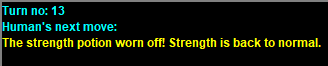 Turn no: 13
Human's next move:
The strength potion worn off! Strength is back to normal.